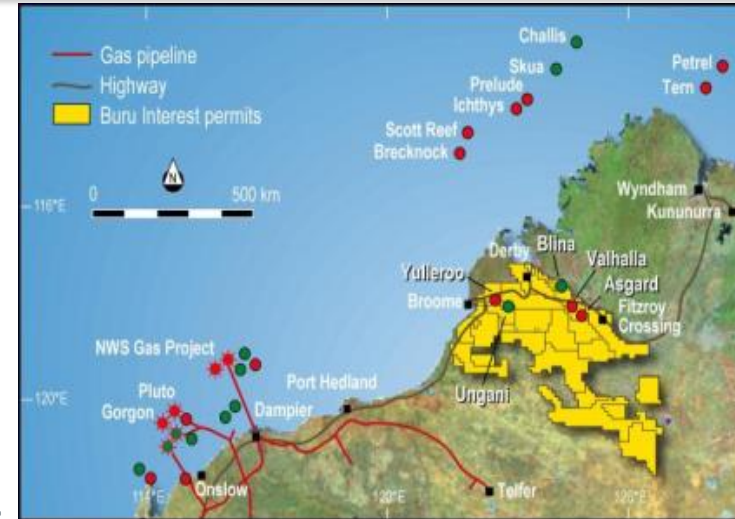 Gas pipeline
Highway
Buru Interest permits
N
0 500 km
Challis
Skua
Prelude
Ichthys
Scott Reef
Brecknock
Petrel
Tern
116°E
Wyndham
Kununurra
Derby
Blina
Valhalla
Yulleroo
Asgard
Broome
Fitzroy
Crossing
NWS Gas Project
Pluto
Gorgon
Port Hedland
Dampier
Ungani
120°E
Onslow
Telfer
120°E